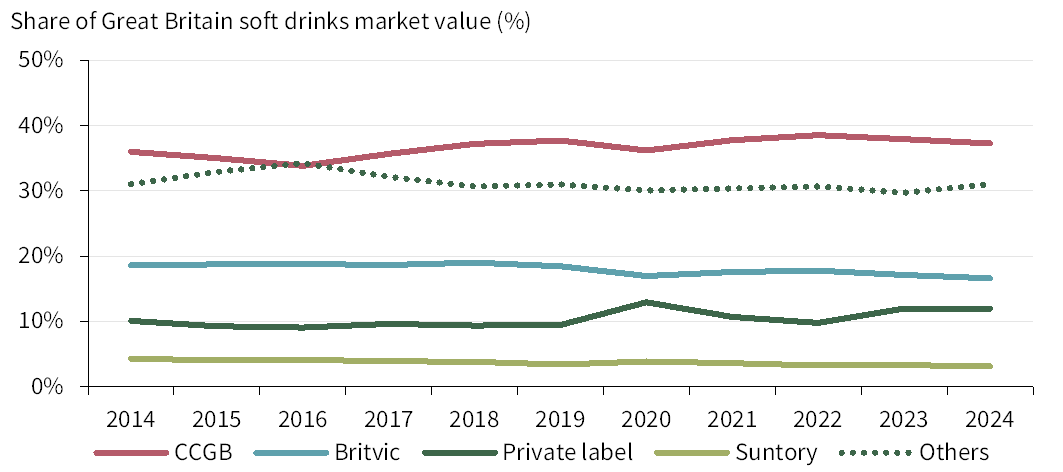 Share of Great Britain soft drinks market value (%)
50%
40%
30%
20%
10%
0%
2014 2015 2016 2017 2018 2019 2020 2021 2022 2023 2024
CCGB Britvic Private label Suntory Others